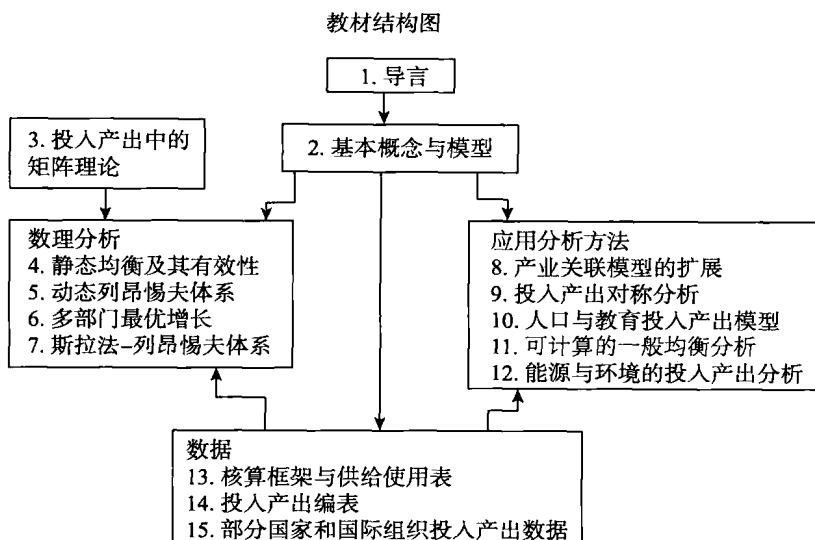 教材结构图
1. 导言
3. 投入产出中的
矩阵理论
2. 基本概念与模型
数理分析
4. 静态均衡及其有效性
5. 动态列昂惕夫体系
6. 多部门最优增长
7. 斯拉法-列昂惕夫体系
应用分析方法
8. 产业关联模型的扩展
9. 投入产出对称分析
10. 人口与教育投入产出模型
11. 可计算的一般均衡分析
12. 能源与环境的投入产出分析
数据
13. 核算框架与供给使用表
14. 投入产出编表
15. 部分国家和国际组织投入产出数据